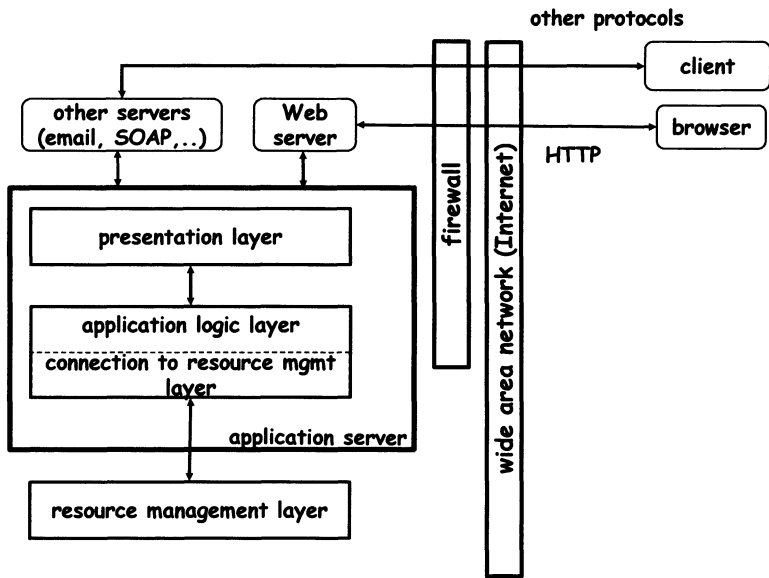 other protocols
client
other servers
(email, SOAP,..)
Web
server
browser
HTTP
firewall
wide area network (Internet)
presentation layer
application logic layer
connection to resource mgmt
layer
application server
resource management layer